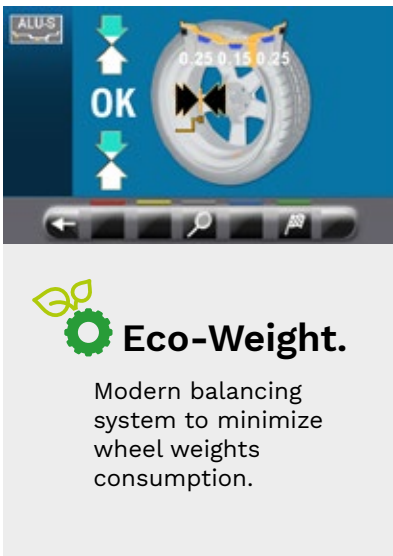 ALU-S
0.25 0.15 0.25
OK
Eco-Weight.
Modern balancing
system to minimize
wheel weights
consumption.